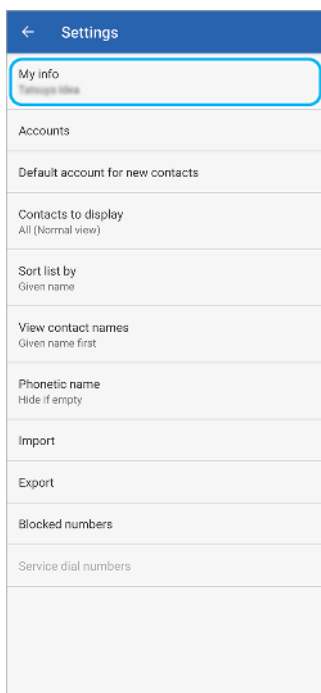 Settings
My info
Accounts
Default account for new contacts
Contacts to display
All (Normal view)
Sort list by
Given name
View contact names
Given name first
Phonetic name
Hide if empty
Import
Export
Blocked numbers
Service dial numbers